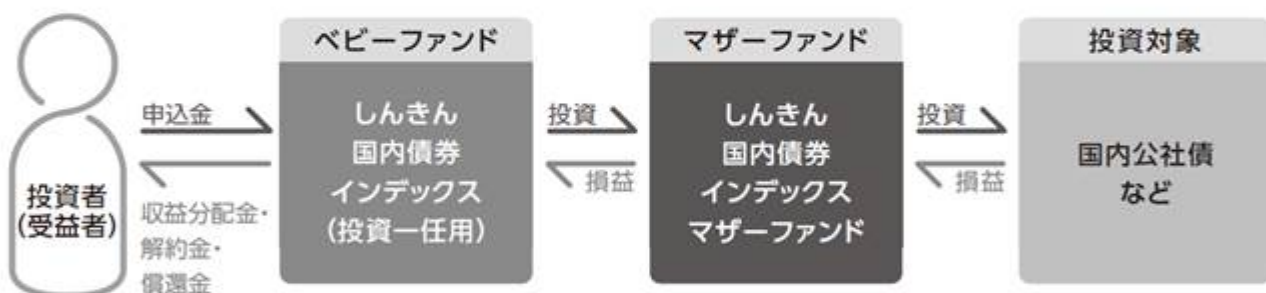 ベビーファンド
マザーファンド
投資対象
投資者
(受益者)
申込金
収益分配金・
解約金・
償還金
しんきん
国内債券
インデックス
(投資一任用)
投資
損益
しんきん
国内債券
インデックス
マザーファンド
投資
損益
国内公社債
など